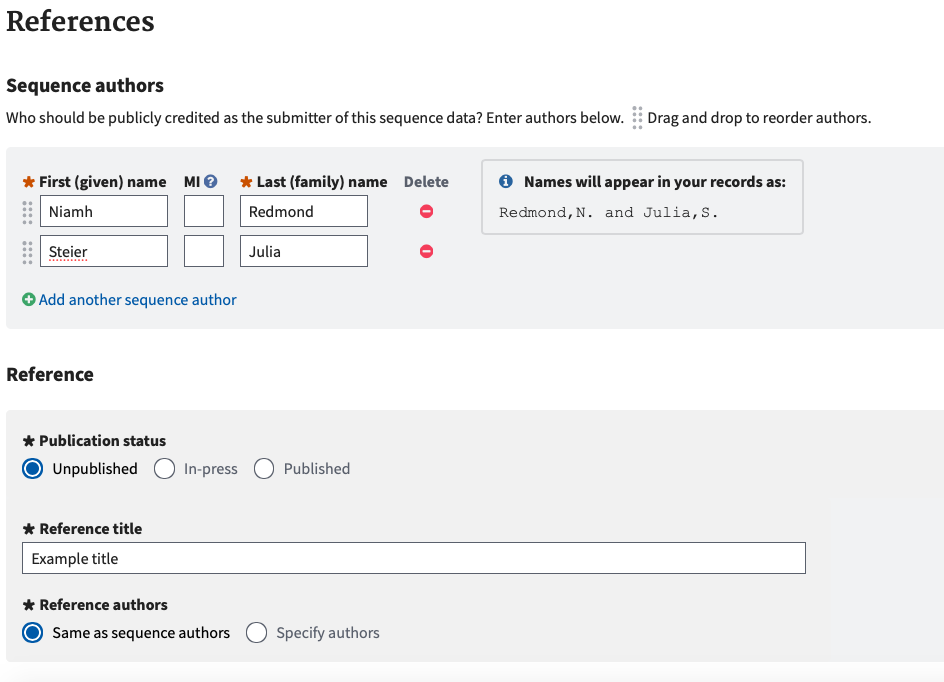 References
Sequence authors
Who should be publicly credited as the submitter of this sequence data? Enter authors below. Drag and drop to reorder authors.
* First (given) name MI ? * Last (family) name Delete
Niamh Redmond
Steier Julia
Add another sequence author
i Names will appear in your records as:
Redmond,N. and Julia,S.
Reference
* Publication status
Unpublished In-press Published
* Reference title
Example title
* Reference authors
Same as sequence authors Specify authors